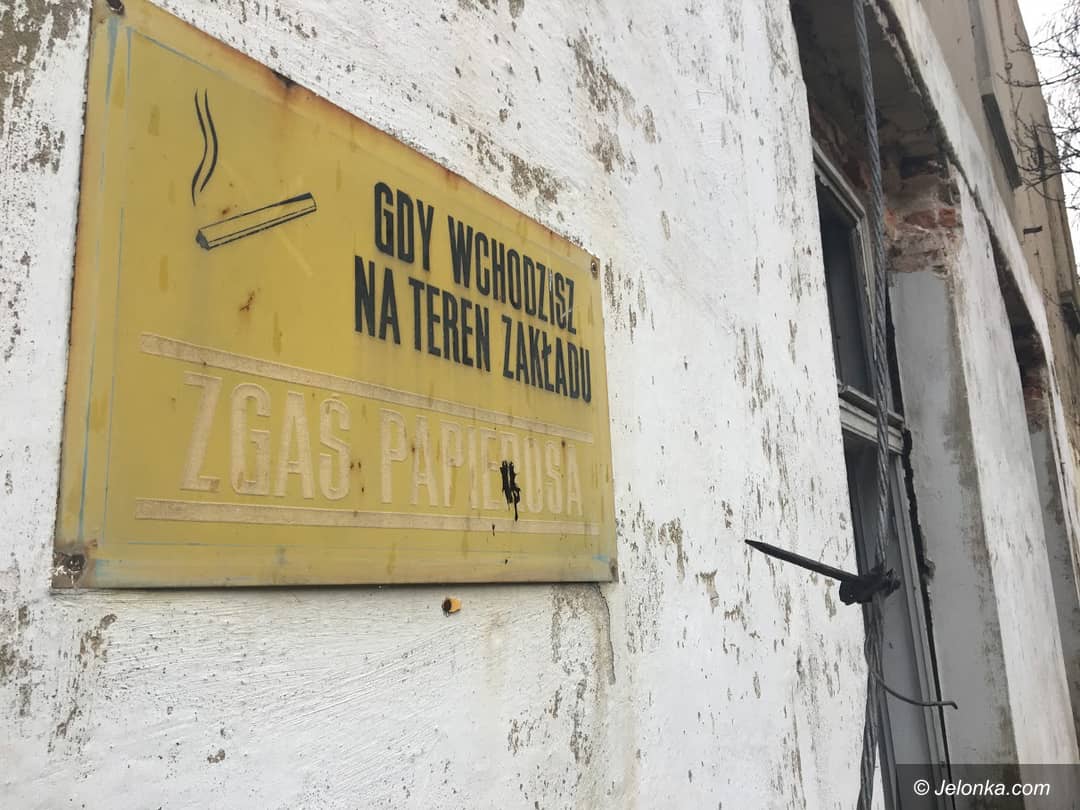 GDY WCHODZISZ
NA TEREN ZAKŁADU
ZGAŚ PAPIEROSA
© Jelonka.com